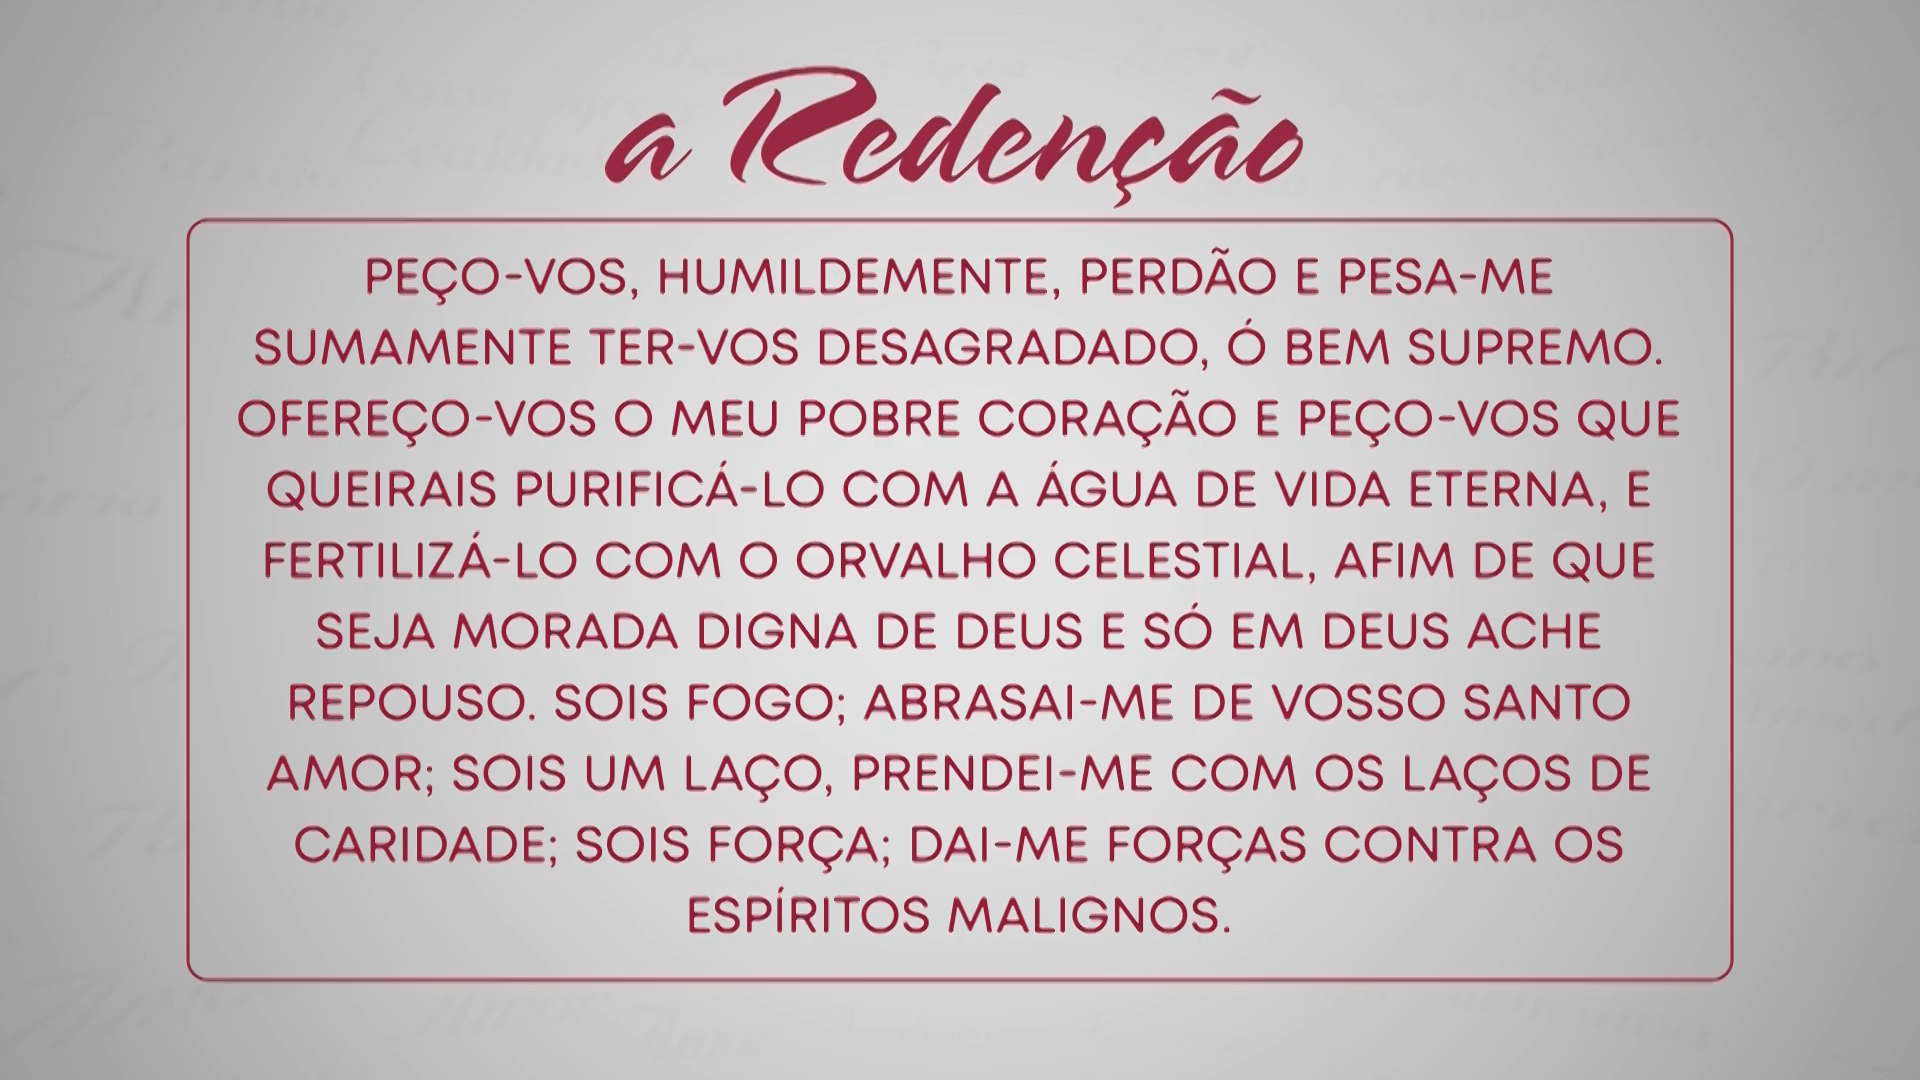 a Redenção
PEÇO-VOS, HUMILDEMENTE, PERDÃO E PESA-ME
SUMAMENTE TER-VOS DESAGRADADO, Ó BEM SUPREMO.
OFEREÇO-VOS O MEU POBRE CORAÇÃO E PEÇO-VOS QUE
QUEIRAIS PURIFICÁ-LO COM A ÁGUA DE VIDA ETERNA, E
FERTILIZÁ-LO COM O ORVALHO CELESTIAL, AFIM DE QUE
SEJA MORADA DIGNA DE DEUS E SÓ EM DEUS ACHE
REPOUSO. SOIS FOGO; ABRASAI-ME DE VOSSO SANTO
AMOR; SOIS UM LAÇO, PRENDEI-ME COM OS LAÇOS DE
CARIDADE; SOIS FORÇA; DAI-ME FORÇAS CONTRA OS
ESPÍRITOS MALIGNOS.